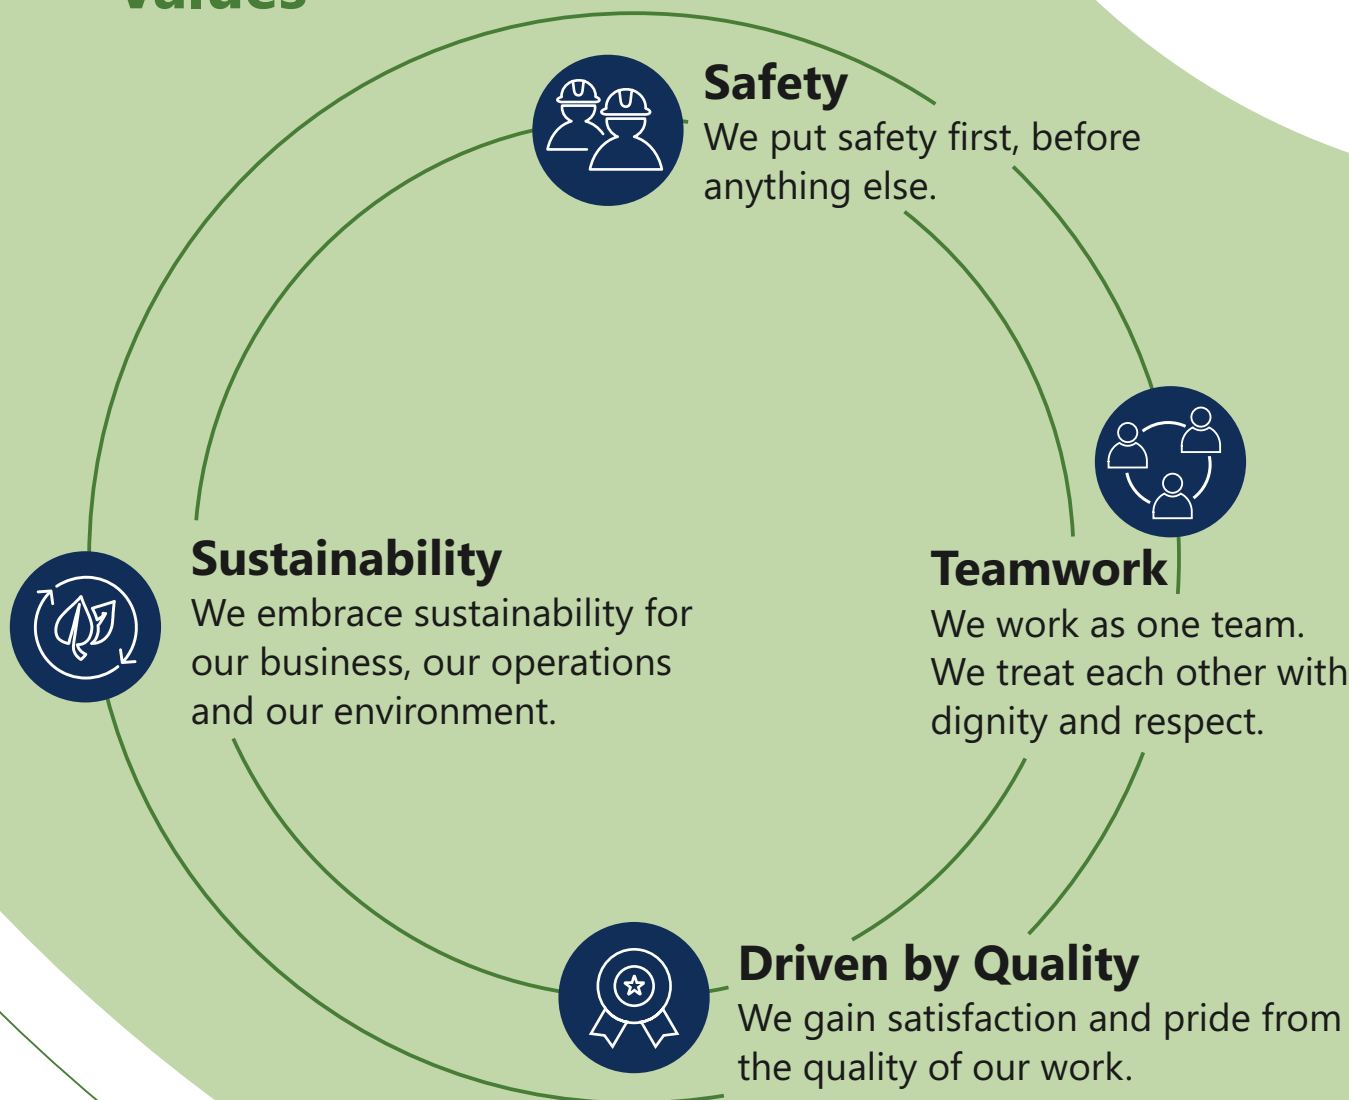 Values
Safety
We put safety first, before
anything else.
Sustainability
We embrace sustainability for
our business, our operations
and our environment.
Teamwork
We work as one team.
We treat each other with
dignity and respect.
Driven by Quality
We gain satisfaction and pride from
the quality of our work.